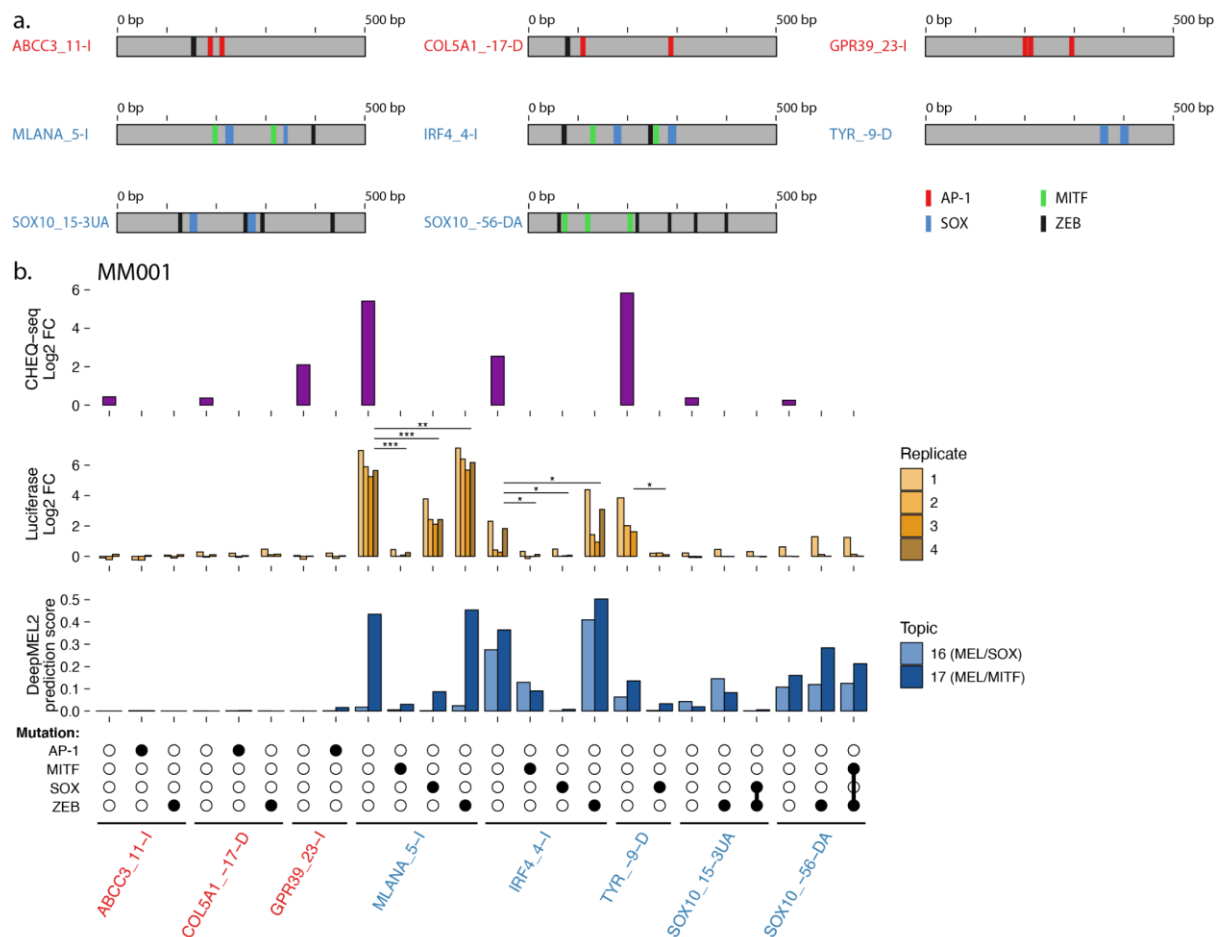 a.
0 bp 500 bp 0 bp 500 bp 0 bp 500 bp
ABCC3_11-I COL5A1_-17-D GPR39_23-I
0 bp 500 bp 0 bp 500 bp 0 bp 500 bp
MLANA_5-I IRF4_4-I TYR_-9-D
0 bp 500 bp 0 bp 500 bp
SOX10_15-3UA SOX10_-56-DA
AP-1 MITF
SOX ZEB
b. MM001
CHEQ-seq
Log2 FC
6
4
2
0
Luciferase
Log2 FC
6
4
2
0
**
***
***
*
*
*
*
Replicate
1
2
3
4
DeepMEL2
prediction score
0.5
0.4
0.3
0.2
0.1
0.0
Topic
16 (MEL/SOX)
17 (MEL/MITF)
Mutation:
AP-1
MITF
SOX
ZEB
ABCC3_11-I
COL5A1_-17-D
GPR39_23-I
MLANA_5-I
IRF4_4-I
TYR_-9-D
SOX10_15-3UA
SOX10_-56-DA